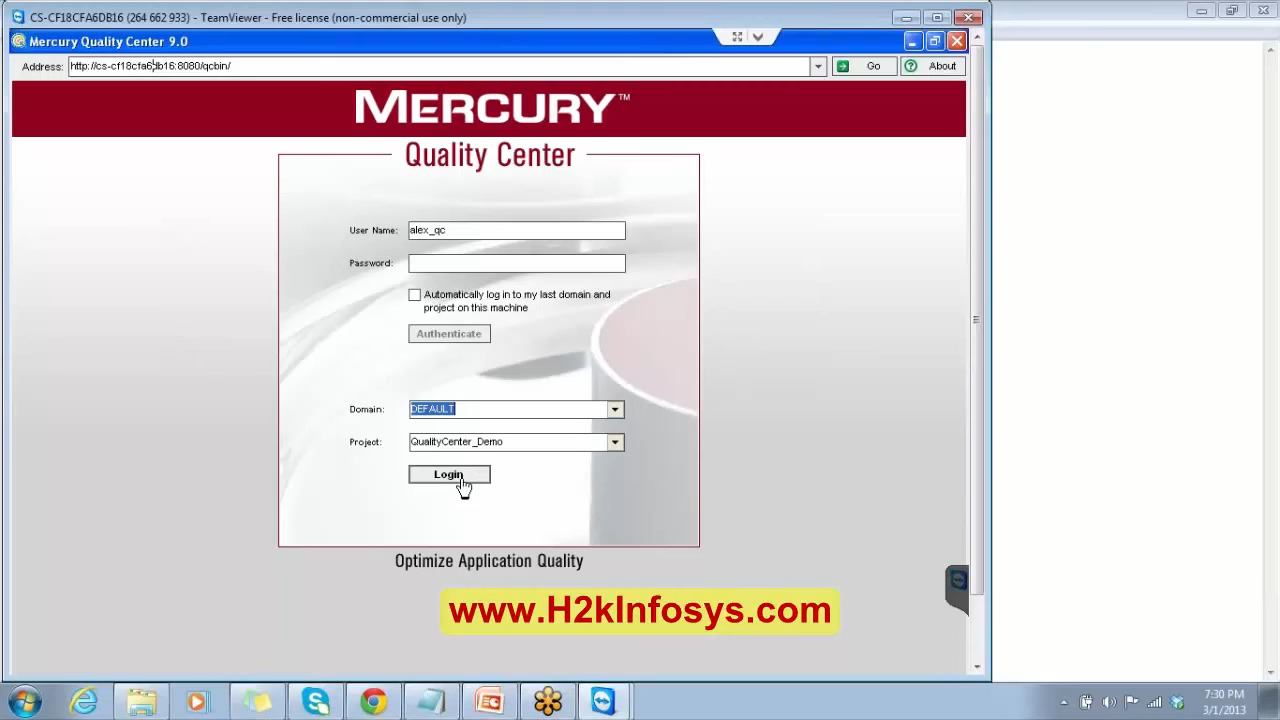 CS-CF18CFA6DB16 (264 662 933) - TeamViewer - Free license (non-commercial use only)
Mercury Quality Center 9.0
Address: http://cs-cf18cfa6db16:8080/qcbin/ Go About
MERCURY™
Quality Center
User Name: alex_qc
Password:
Automatically log in to my last domain and
project on this machine
Authenticate
Domain: DEFAULT
Project: QualityCenter_Demo
Login
Optimize Application Quality
www.H2kInfosys.com
7:30 PM
3/1/2013